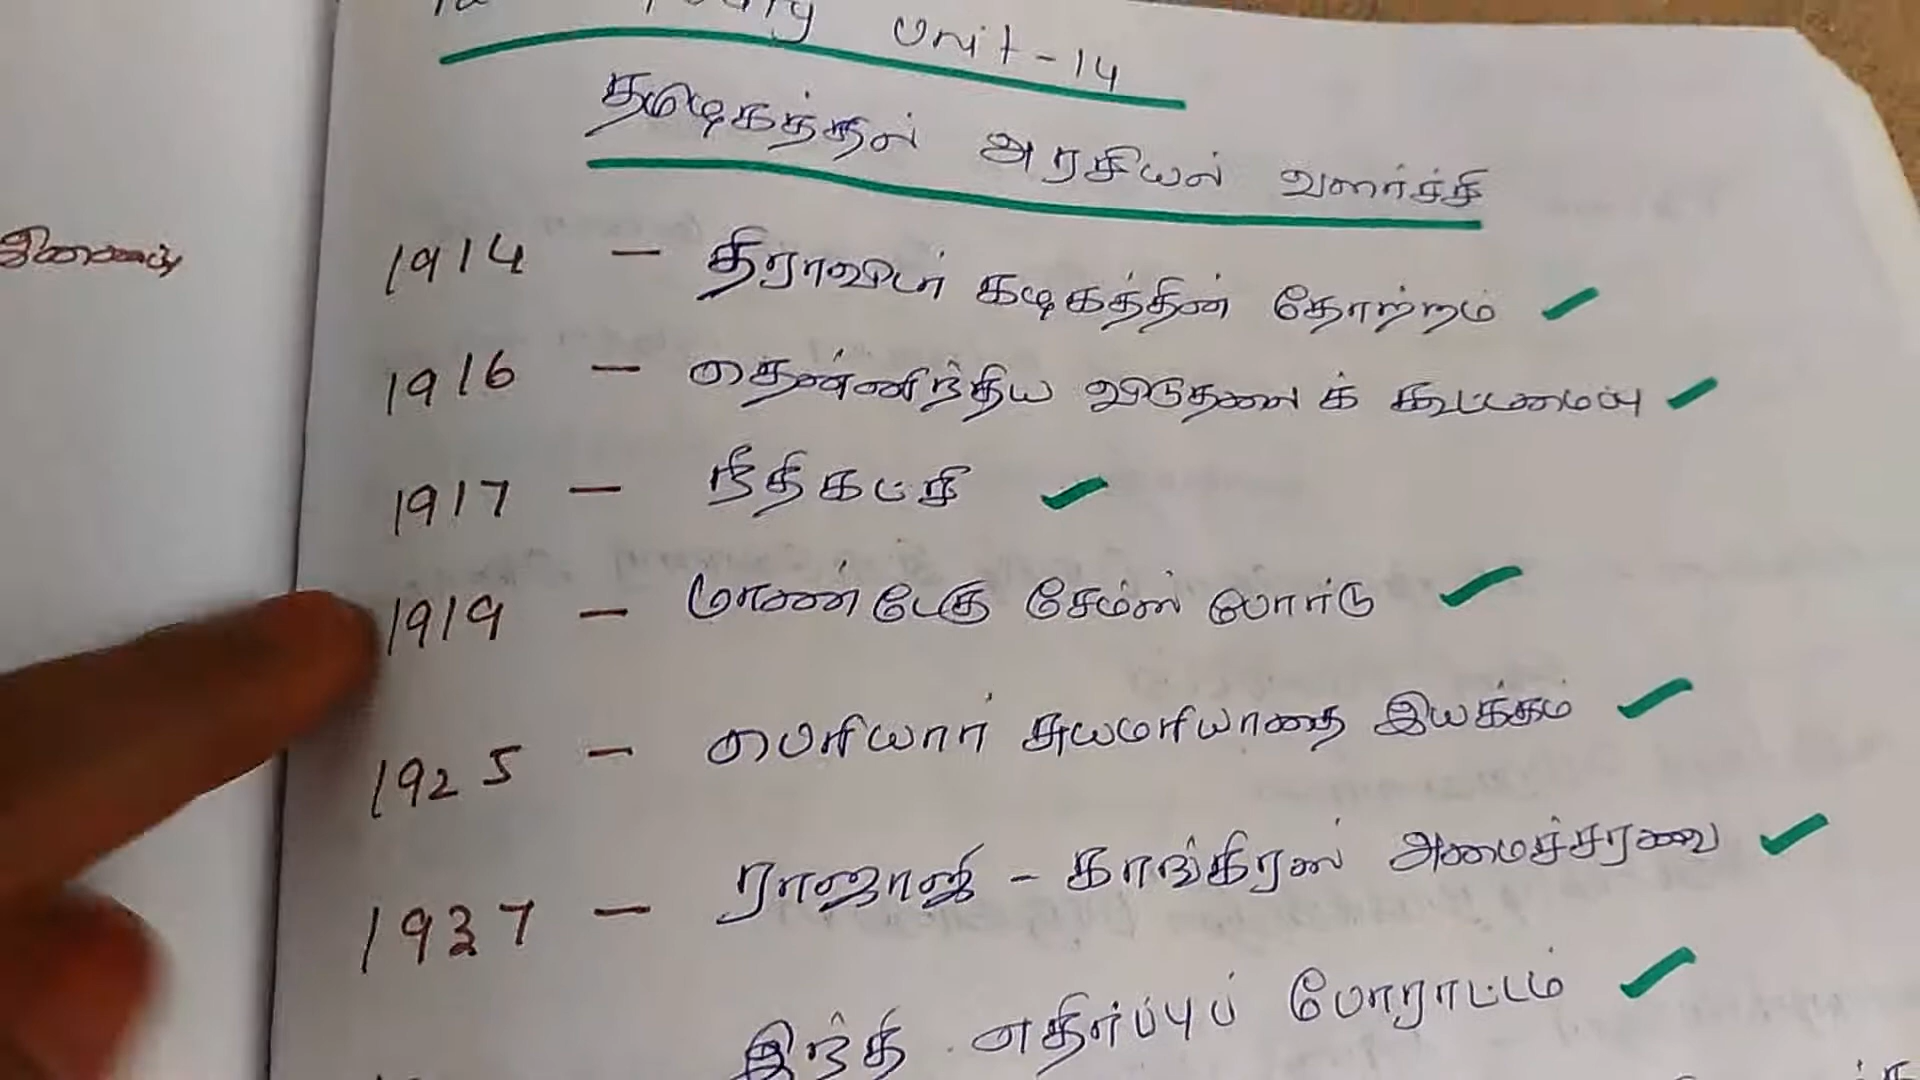 Unit - 14
தமிழகத்தில் அரசியல் வளர்ச்சி
1914 - திராவிடர் கழகத்தின் தோற்றம்
1916 - தென்னிந்திய விடுதலைக் கூட்டமைப்பு
1917 - நீதிகட்சி
1919 - மாண்டேகு சேம்ஸ் போர்டு
1925 - பெரியார் சுயமரியாதை இயக்கம்
1937 - ராஜாஜி - காங்கிரஸ் அமைச்சரவை
இந்தி எதிர்ப்புப் போராட்டம்